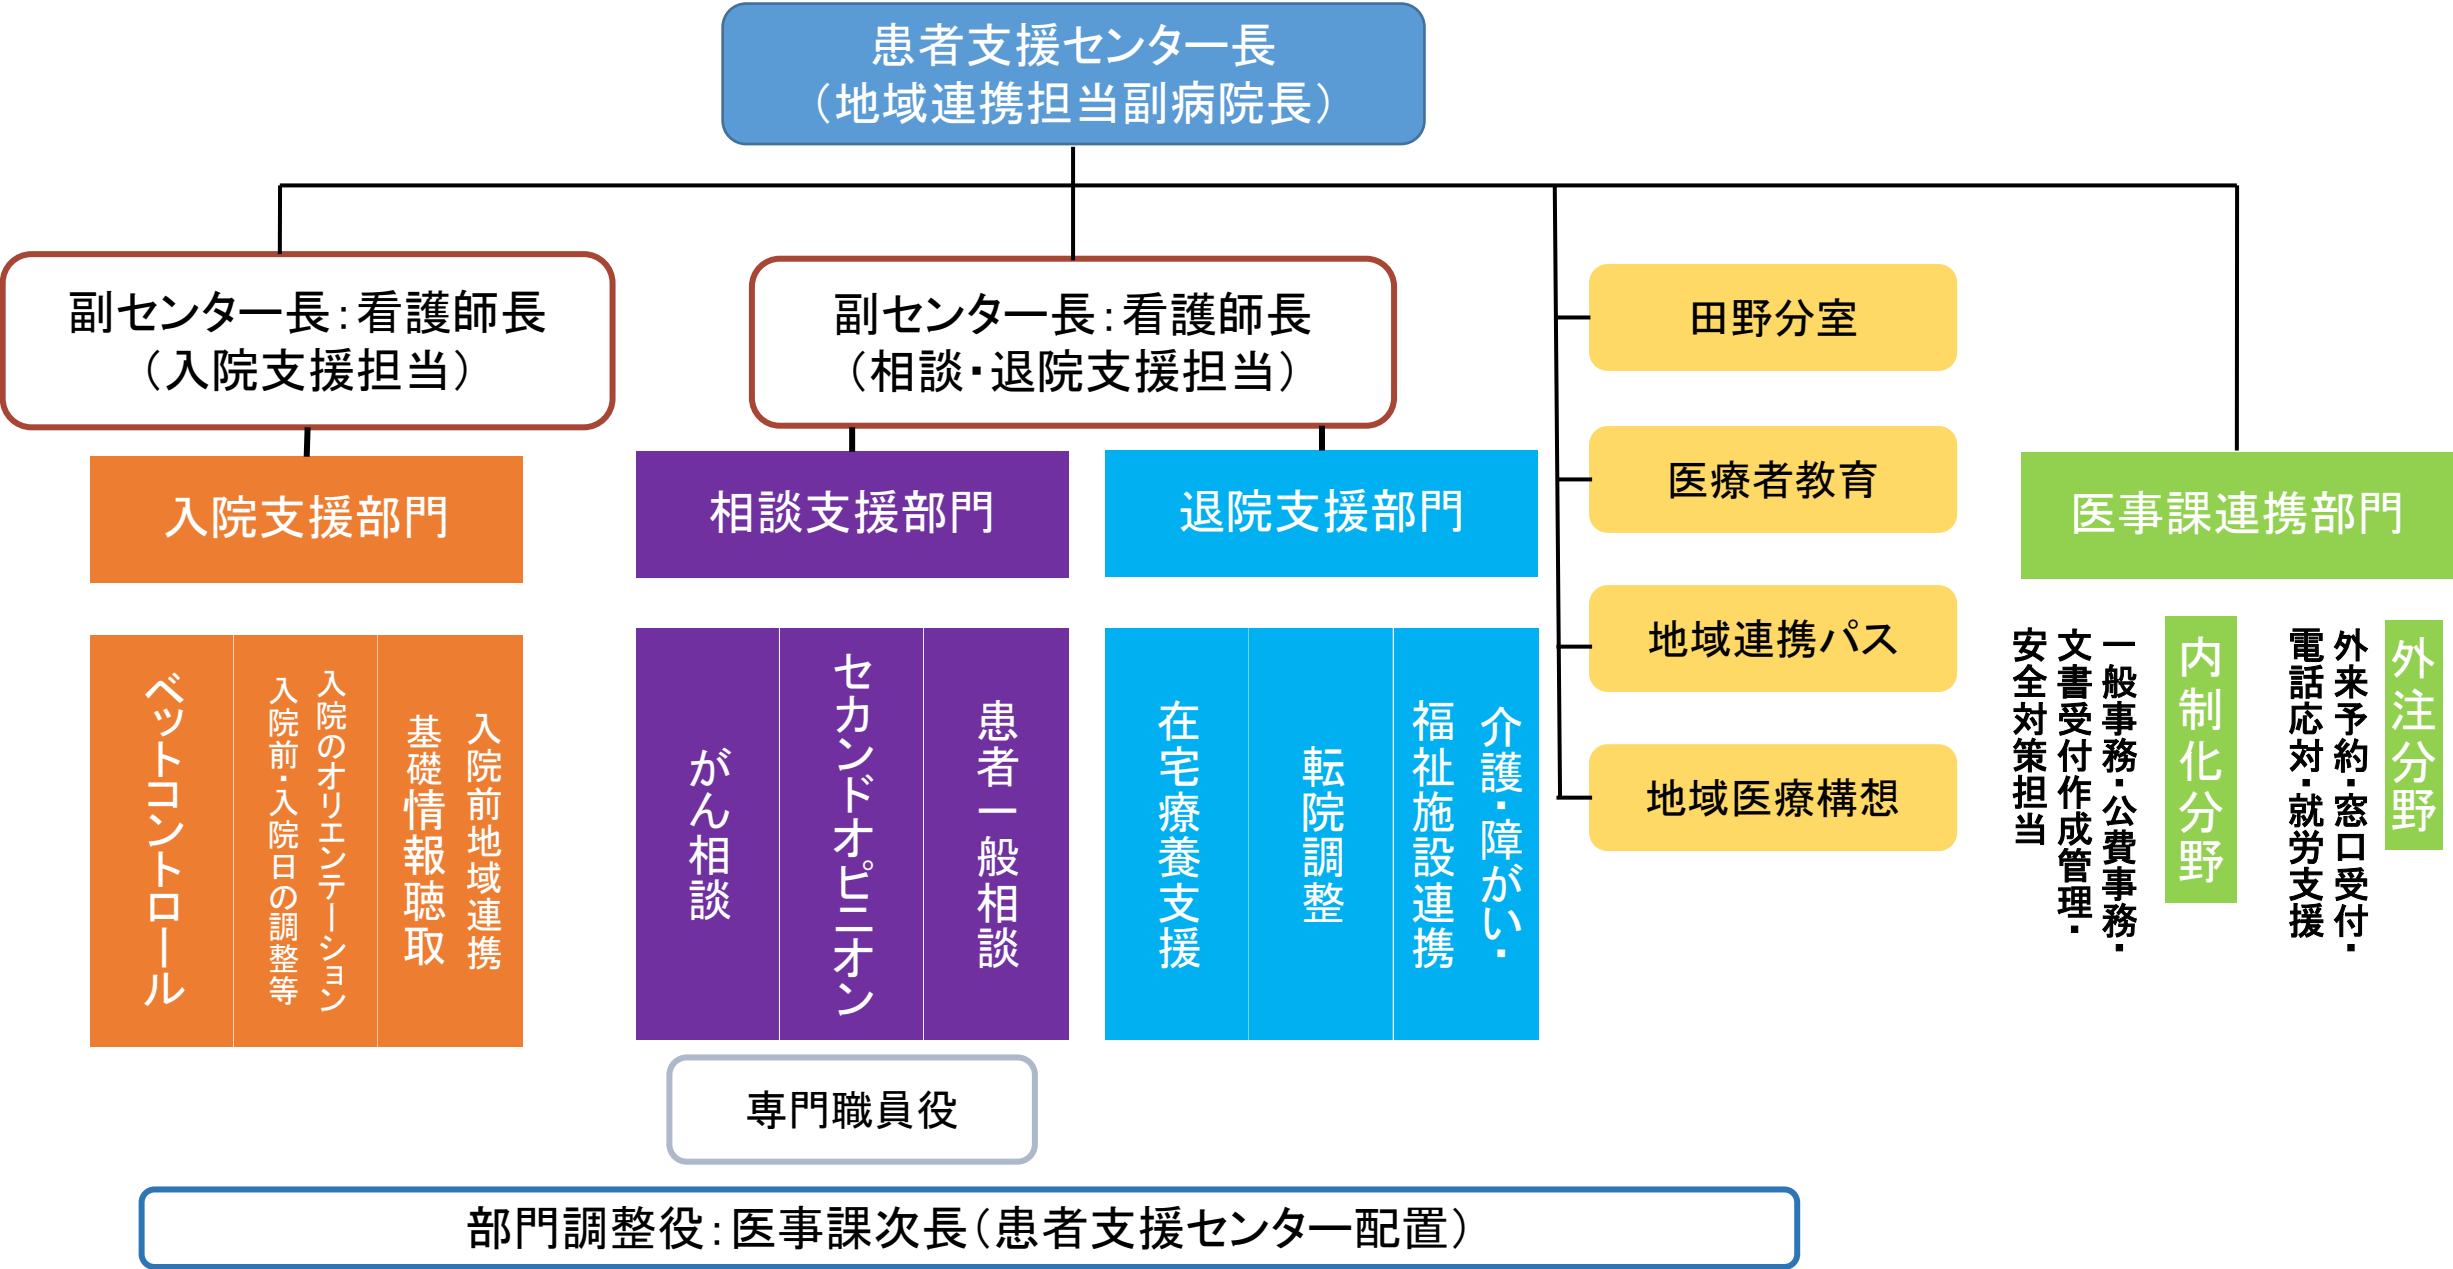 患者支援センター長
（地域連携担当副病院長）
副センター長：看護師長
（入院支援担当）
副センター長：看護師長
（相談・退院支援担当）
田野分室
医療者教育
地域連携パス
地域医療構想
入院支援部門
相談支援部門
退院支援部門
医事課連携部門
ベットコントロール
入院のオリエンテーション
入院前・入院日の調整等
入院前地域連携
基礎情報聴取
がん相談
セカンドオピニオン
患者一般相談
在宅療養支援
転院調整
介護・障がい・
福祉施設連携
内制化分野
一般事務・公費事務・
文書受付作成管理・
安全対策担当
外注分野
外来予約・窓口受付・
電話応対・就労支援
専門職員役
部門調整役：医事課次長（患者支援センター配置）